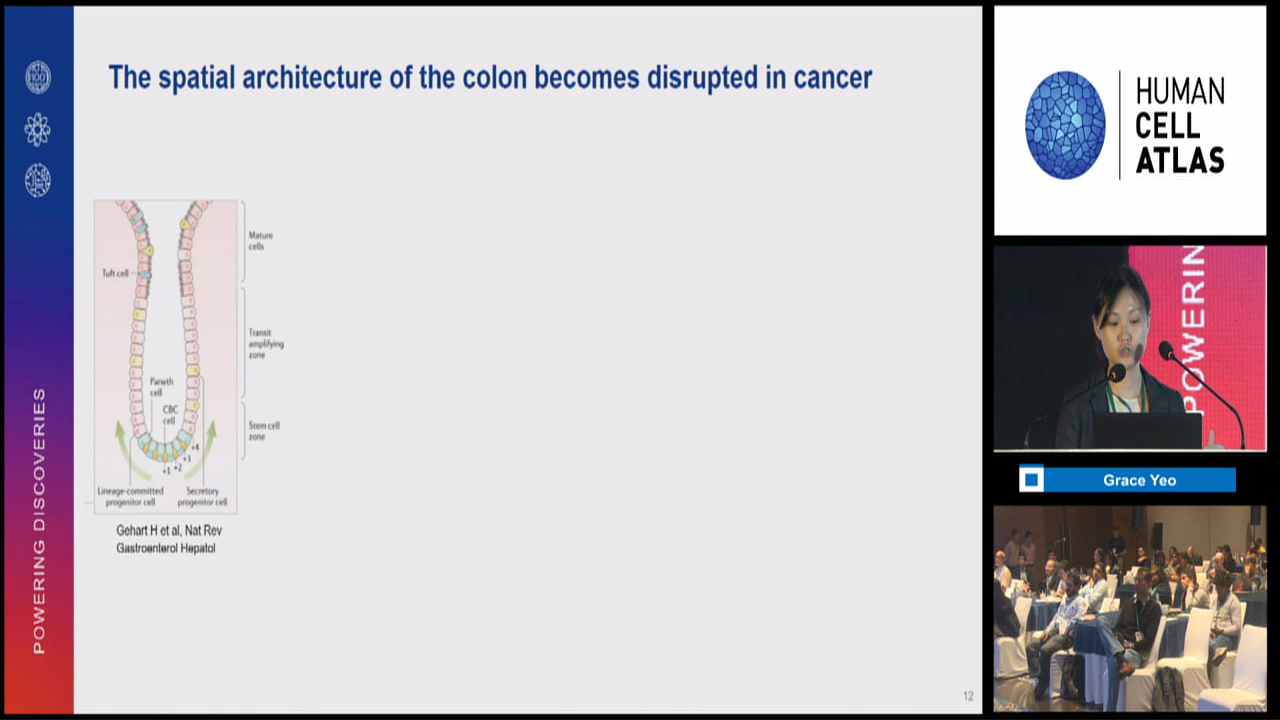 The spatial architecture of the colon becomes disrupted in cancer
Mature
cells
Tuft cell
Transit
amplifying
zone
Paneth
cell
CBC
cell
Stem cell
zone
+4
+3
+2
+1
Lineage-committed
progenitor cell
Secretory
progenitor cell
Gehart H et al, Nat Rev
Gastroenterol Hepatol
12
POWERING DISCOVERIES
100
HUMAN
CELL
ATLAS
POWERIN
Grace Yeo